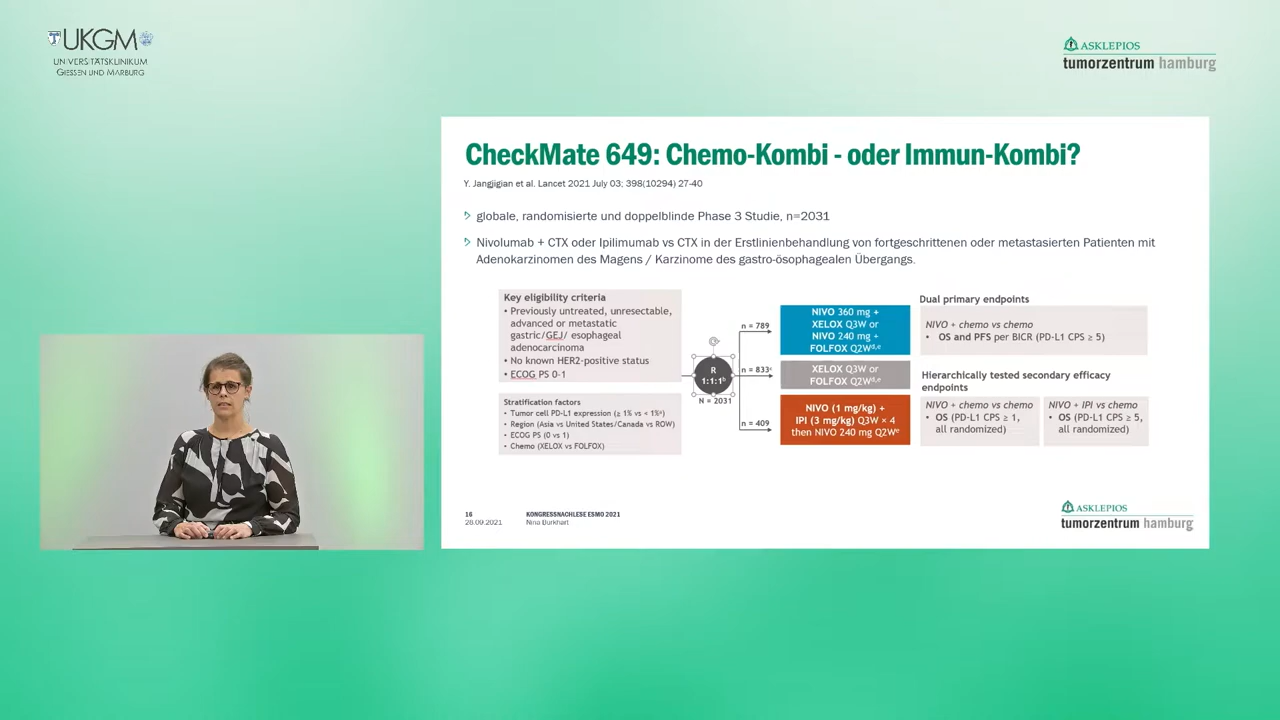 UKGM
UNIVERSITÄTSKLINIKUM
GIESSEN UND MARBURG
ASKLEPIOS
tumorzentrum hamburg
CheckMate 649: Chemo-Kombi - oder Immun-Kombi?
Y. Jangjigian et al. Lancet 2021 July 03; 398(10294) 27-40
globale, randomisierte und doppelblinde Phase 3 Studie, n=2031
Nivolumab + CTX oder Ipilimumab vs CTX in der Erstlinienbehandlung von fortgeschrittenen oder metastasierten Patienten mit
Adenokarzinomen des Magens / Karzinome des gastro-ösophagealen Übergangs.
Key eligibility criteria
• Previously untreated, unresectable,
advanced or metastatic
gastric/GEJ/ esophageal
adenocarcinoma
• No known HER2-positive status
• ECOG PS 0-1
Stratification factors
• Tumor cell PD-L1 expression (≥ 1% vs < 1%ᵃ)
• Region (Asia vs United States/Canada vs ROW)
• ECOG PS (0 vs 1)
• Chemo (XELOX vs FOLFOX)
R
1:1:1ᵇ
N = 2031
n = 789
n = 833ᶜ
n = 409
NIVO 360 mg +
XELOX Q3W or
NIVO 240 mg +
FOLFOX Q2Wᵈ,ᵉ
XELOX Q3W or
FOLFOX Q2Wᵈ,ᵉ
NIVO (1 mg/kg) +
IPI (3 mg/kg) Q3W × 4
then NIVO 240 mg Q2Wᵉ
Dual primary endpoints
NIVO + chemo vs chemo
• OS and PFS per BICR (PD-L1 CPS ≥ 5)
Hierarchically tested secondary efficacy
endpoints
NIVO + chemo vs chemo
• OS (PD-L1 CPS ≥ 1,
all randomized)
NIVO + IPI vs chemo
• OS (PD-L1 CPS ≥ 5,
all randomized)
16
28.09.2021
KONGRESSNACHLESE ESMO 2021
Nina Burkhart
ASKLEPIOS
tumorzentrum hamburg